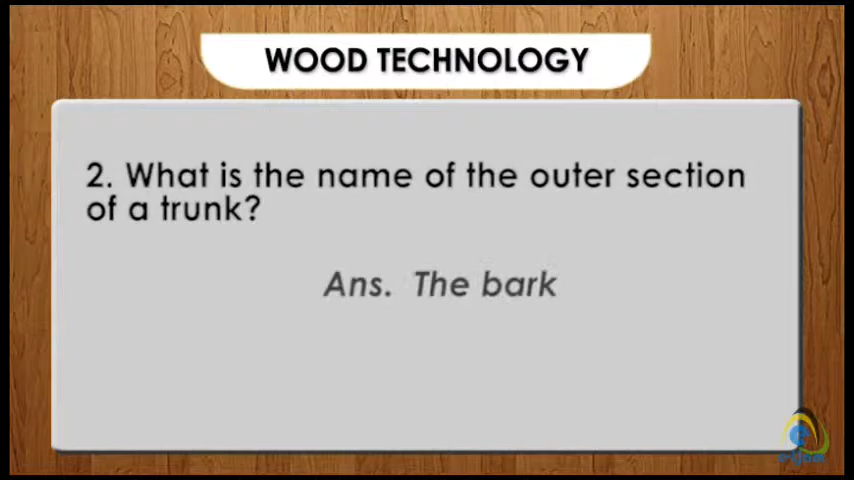 WOOD TECHNOLOGY
2. What is the name of the outer section
of a trunk?
Ans. The bark